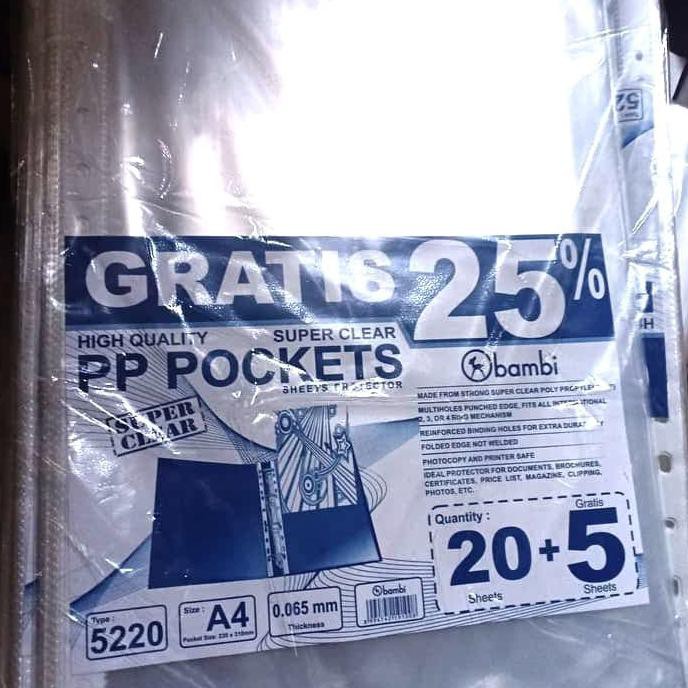 GRATIS 25%
HIGH QUALITY SUPER CLEAR
PP POCKETS
SHEETS PROTECTOR
SUPER
CLEAR
bambi
MADE FROM STRONG SUPER CLEAR POLY
MULTIHOLES PUNCHED EDGE, FITS ALL INTERNATIONAL
2, 3, OR 4 RING MECHANISM
REINFORCED BINDING HOLES FOR EXTRA
FOLDED EDGE NOT WELDED
PHOTOCOPY AND PRINTER SAFE
IDEAL PROTECTOR FOR DOCUMENTS, BROCHURES,
CERTIFICATES, PRICE LIST, MAGAZINE, CLIPPING,
PHOTOS, ETC.
Quantity :
Gratis
20 + 5
Sheets Sheets
Type :
5220
Size :
A4
0.065 mm
Thickness
bambi
52